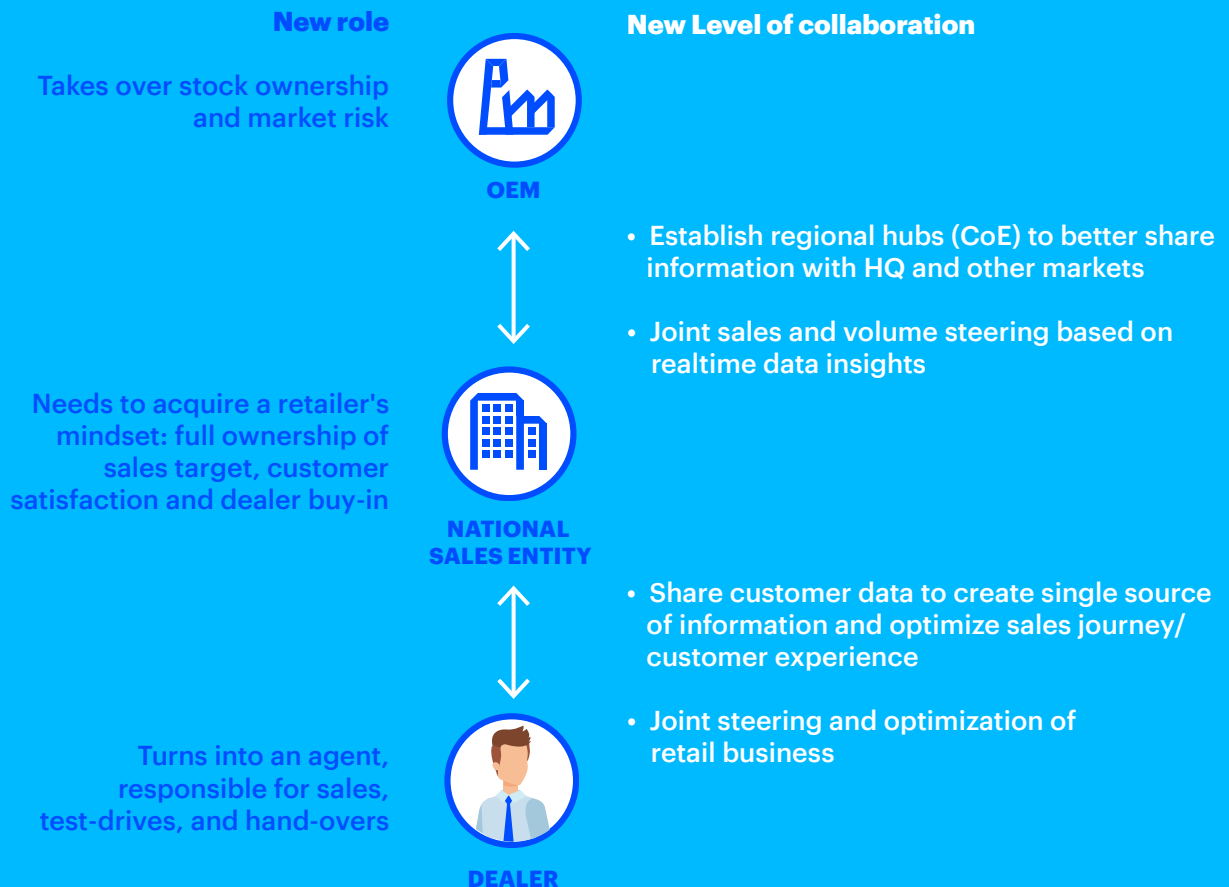 New role
New Level of collaboration
Takes over stock ownership
and market risk
OEM
• Establish regional hubs (CoE) to better share
information with HQ and other markets
• Joint sales and volume steering based on
realtime data insights
Needs to acquire a retailer's
mindset: full ownership of
sales target, customer
satisfaction and dealer buy-in
NATIONAL
SALES ENTITY
• Share customer data to create single source
of information and optimize sales journey/
customer experience
• Joint steering and optimization of
retail business
Turns into an agent,
responsible for sales,
test-drives, and hand-overs
DEALER